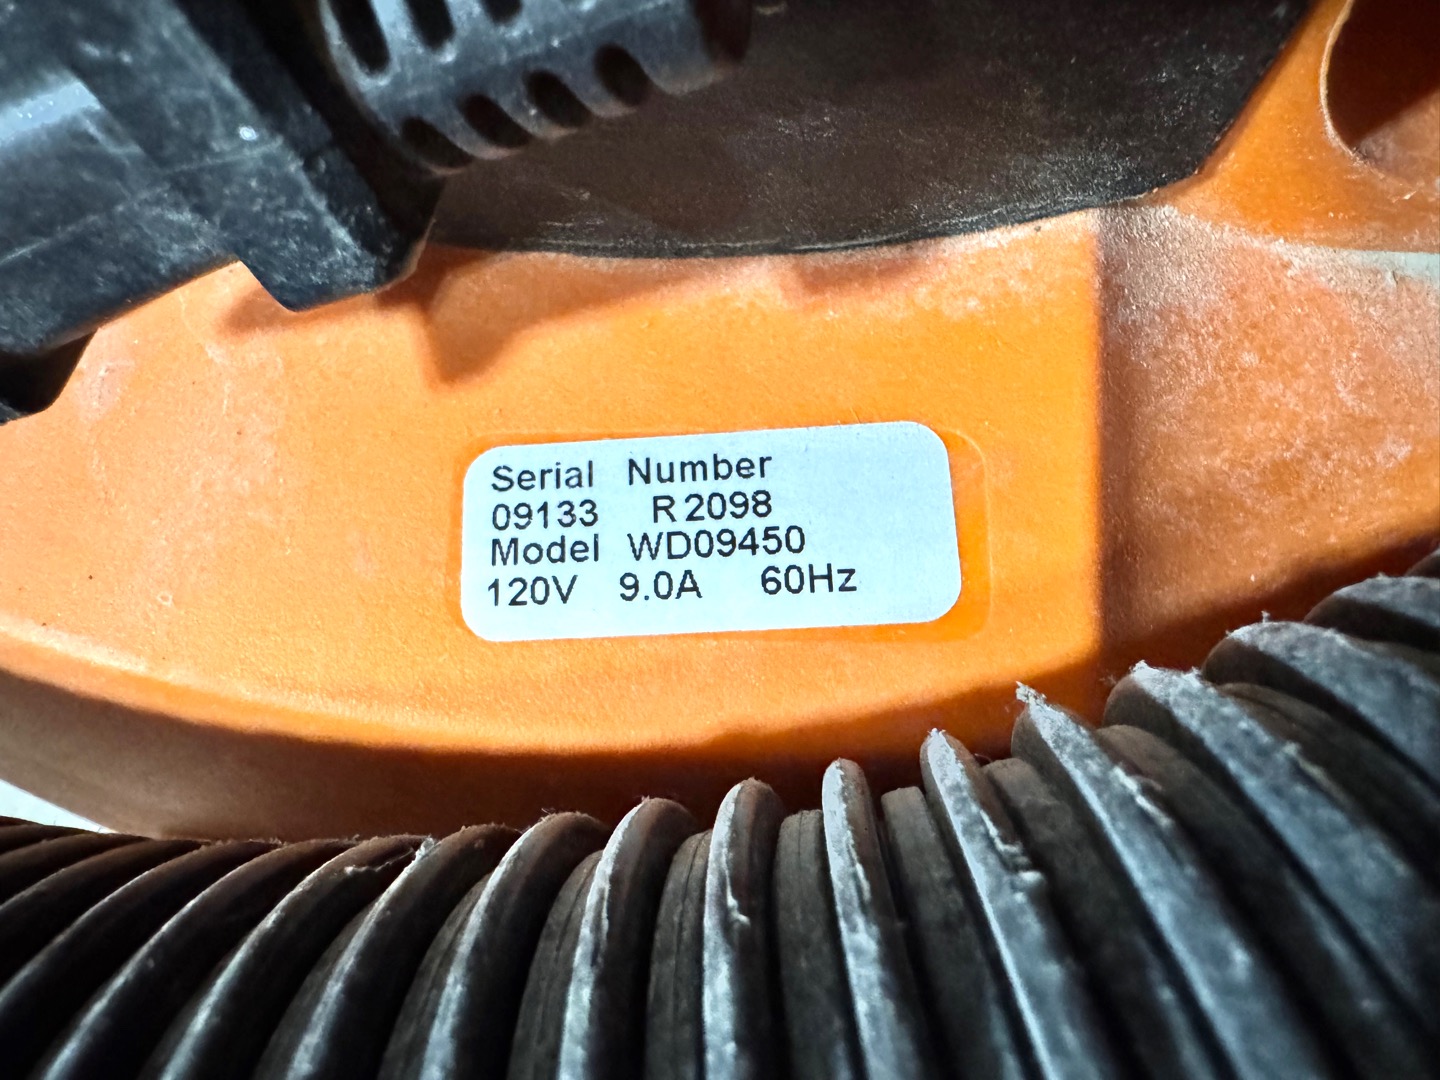 Serial Number
09133 R2098
Model WD09450
120V 9.0A 60Hz